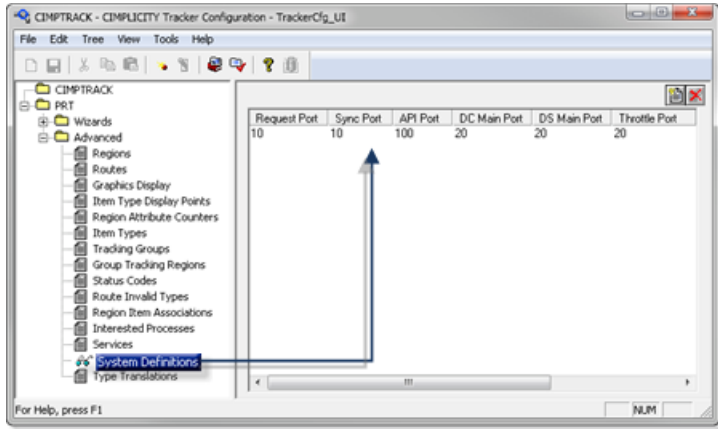 CIMPTRACK - CIMPLICITY Tracker Configuration - TrackerCfg_UI
File Edit Tree View Tools Help
CIMPTRACK
PRT
Wizards
Advanced
Regions
Routes
Graphics Display
Item Type Display Points
Region Attribute Counters
Item Types
Tracking Groups
Group Tracking Regions
Status Codes
Route Invalid Types
Region Item Associations
Interested Processes
Services
System Definitions
Type Translations
Request Port Sync Port API Port DC Main Port DS Main Port Throttle Port
10 10 100 20 20 20
For Help, press F1 NUM